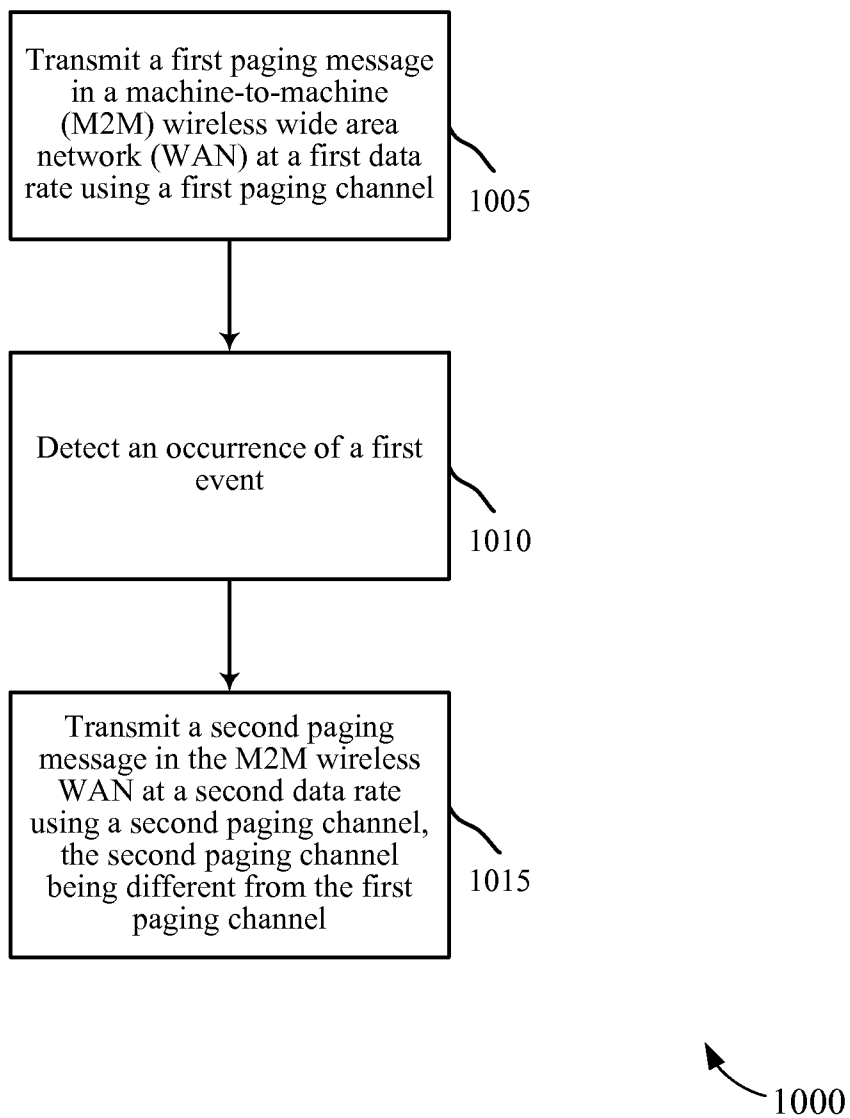 Transmit a first paging message
in a machine-to-machine
(M2M) wireless wide area
network (WAN) at a first data
rate using a first paging channel
1005
Detect an occurrence of a first
event
1010
Transmit a second paging
message in the M2M wireless
WAN at a second data rate
using a second paging channel,
the second paging channel
being different from the first
paging channel
1015
1000